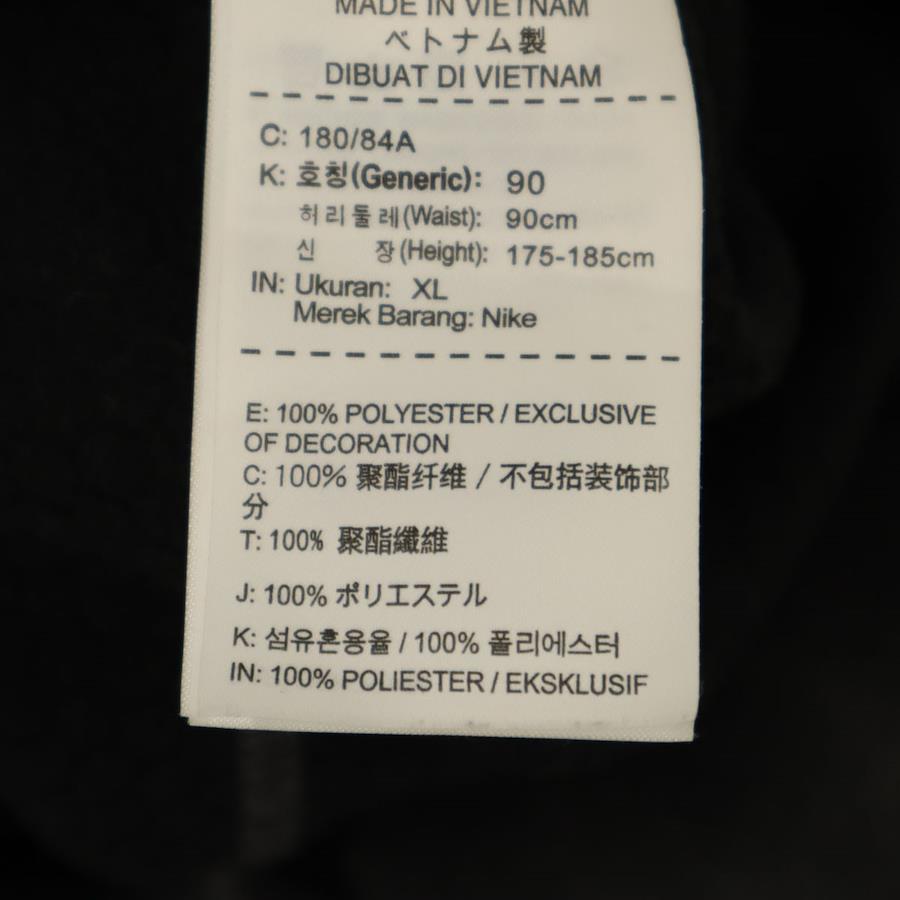 MADE IN VIETNAM
ベトナム製
DIBUAT DI VIETNAM
C: 180/84A
K: 호칭(Generic): 90
허리둘레(Waist): 90cm
신 장(Height): 175-185cm
IN: Ukuran: XL
Merek Barang: Nike
E: 100% POLYESTER / EXCLUSIVE
OF DECORATION
C: 100% 聚酯纤维 / 不包括装饰部
分
T: 100% 聚酯纖維
J: 100% ポリエステル
K: 섬유혼용율 / 100% 폴리에스터
IN: 100% POLIESTER / EKSKLUSIF